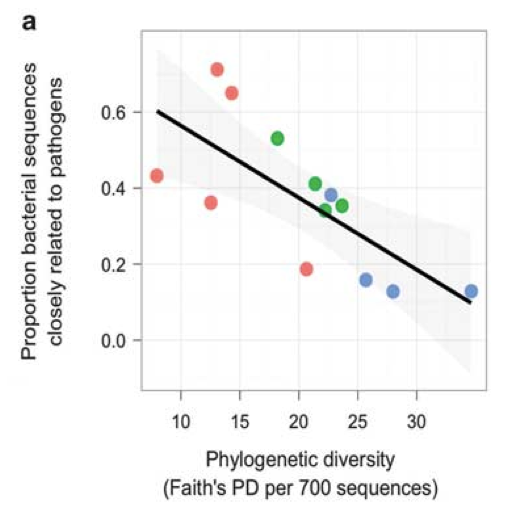 a
Proportion bacterial sequences
closely related to pathogens
0.6
0.4
0.2
0.0
10 15 20 25 30
Phylogenetic diversity
(Faith's PD per 700 sequences)